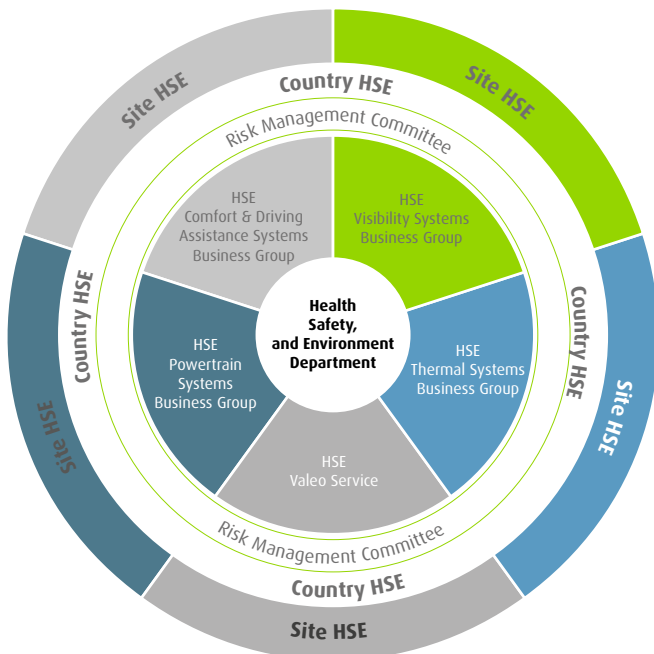 Site HSE
Site HSE
Country HSE
Risk Management Committee
HSE
Comfort & Driving
Assistance Systems
Business Group
HSE
Visibility Systems
Business Group
Country HSE
Country HSE
Health
Safety,
and Environment
Department
HSE
Powertrain
Systems
Business Group
HSE
Thermal Systems
Business Group
Site HSE
Site HSE
HSE
Valeo Service
Risk Management Committee
Country HSE
Site HSE